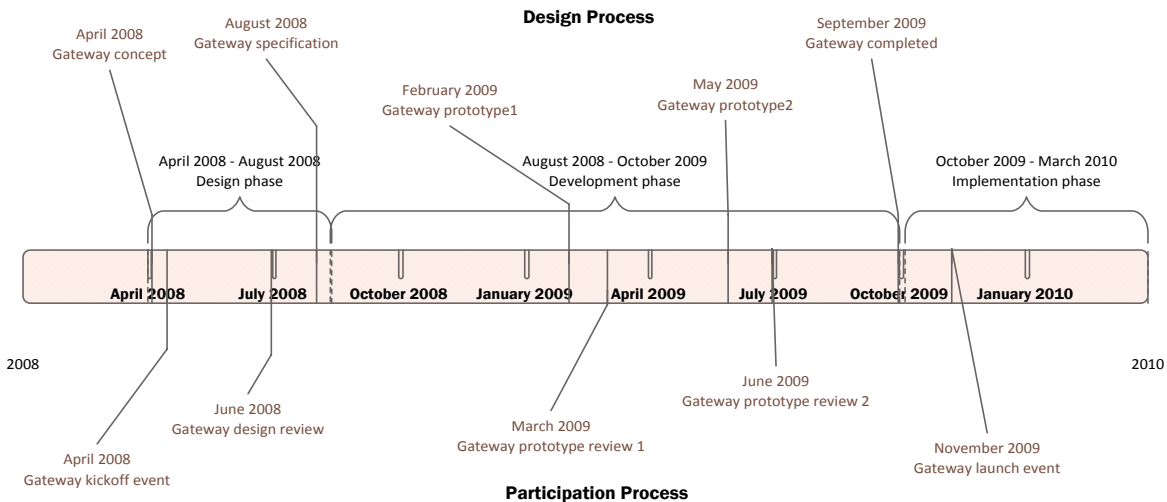 Design Process
April 2008
Gateway concept
August 2008
Gateway specification
February 2009
Gateway prototype1
May 2009
Gateway prototype2
September 2009
Gateway completed
April 2008 - August 2008
Design phase
August 2008 - October 2009
Development phase
October 2009 - March 2010
Implementation phase
April 2008
July 2008
October 2008
January 2009
April 2009
July 2009
October 2009
January 2010
2008
2010
April 2008
Gateway kickoff event
June 2008
Gateway design review
March 2009
Gateway prototype review 1
June 2009
Gateway prototype review 2
November 2009
Gateway launch event
Participation Process